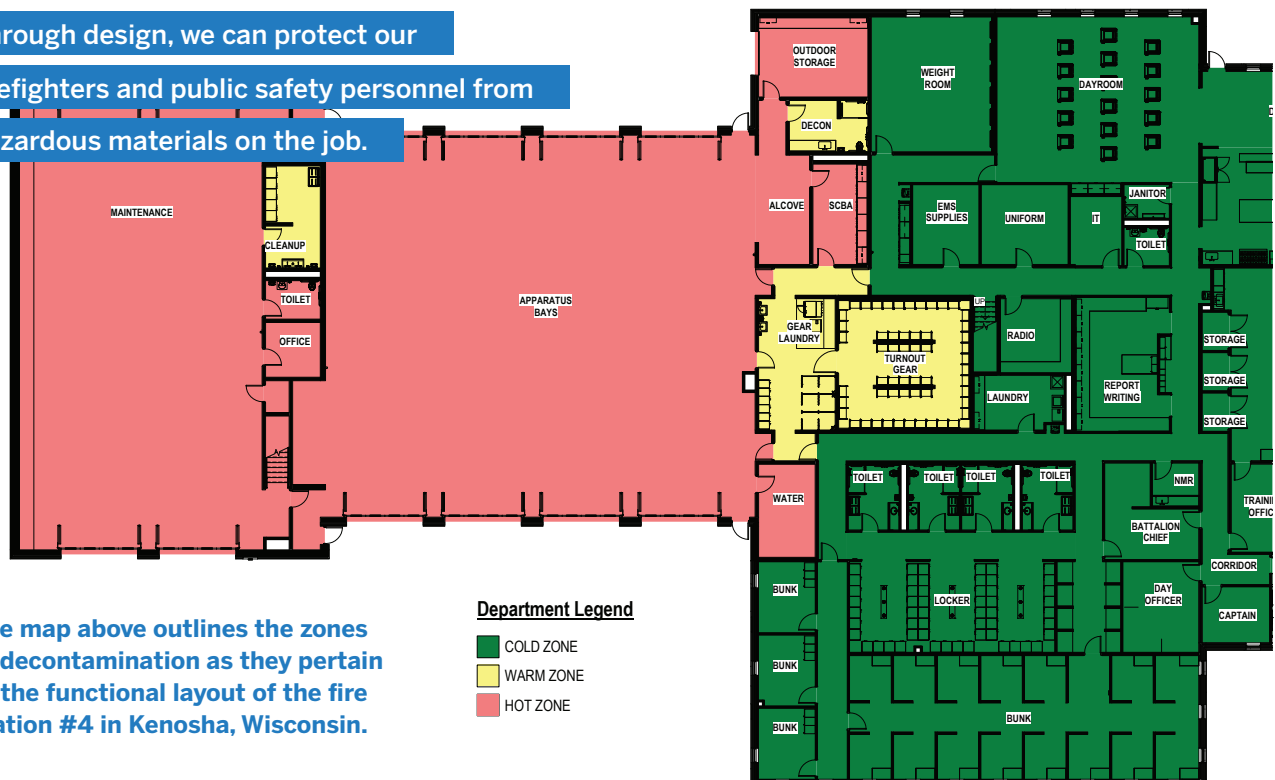 rough design, we can protect our
efighters and public safety personnel from
zardous materials on the job.
OUTDOOR
STORAGE
WEIGHT
ROOM
DAYROOM
DECON
MAINTENANCE
ALCOVE
SCBA
EMS
SUPPLIES
UNIFORM
IT
JANITOR
TOILET
CLEANUP
TOILET
OFFICE
APPARATUS
BAYS
GEAR
LAUNDRY
TURNOUT
GEAR
UP
RADIO
LAUNDRY
REPORT
WRITING
STORAGE
STORAGE
STORAGE
WATER
TOILET
TOILET
TOILET
TOILET
NMR
BATTALION
CHIEF
TRAINI
OFFIC
CORRIDOR
BUNK
LOCKER
DAY
OFFICER
CAPTAIN
BUNK
BUNK
BUNK
e map above outlines the zones
decontamination as they pertain
the functional layout of the fire
ation #4 in Kenosha, Wisconsin.
Department Legend
COLD ZONE
WARM ZONE
HOT ZONE